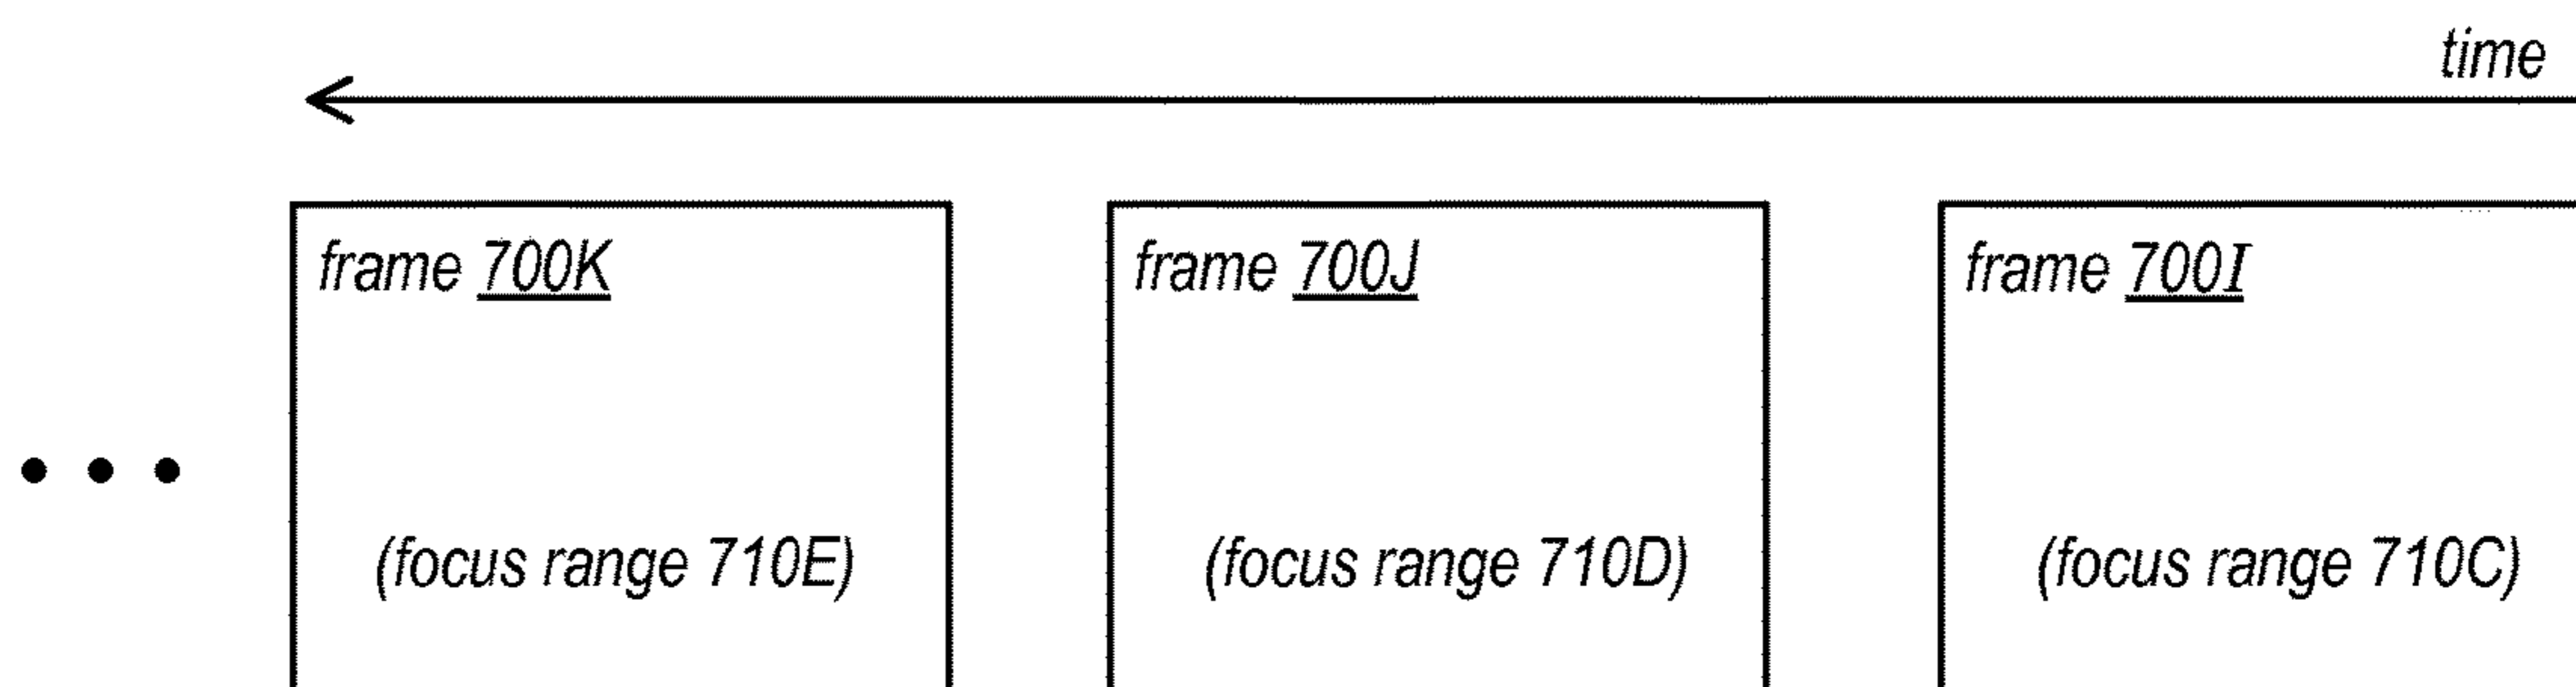 time
frame 700K
frame 700J
frame 700I
(focus range 710E)
(focus range 710D)
(focus range 710C)